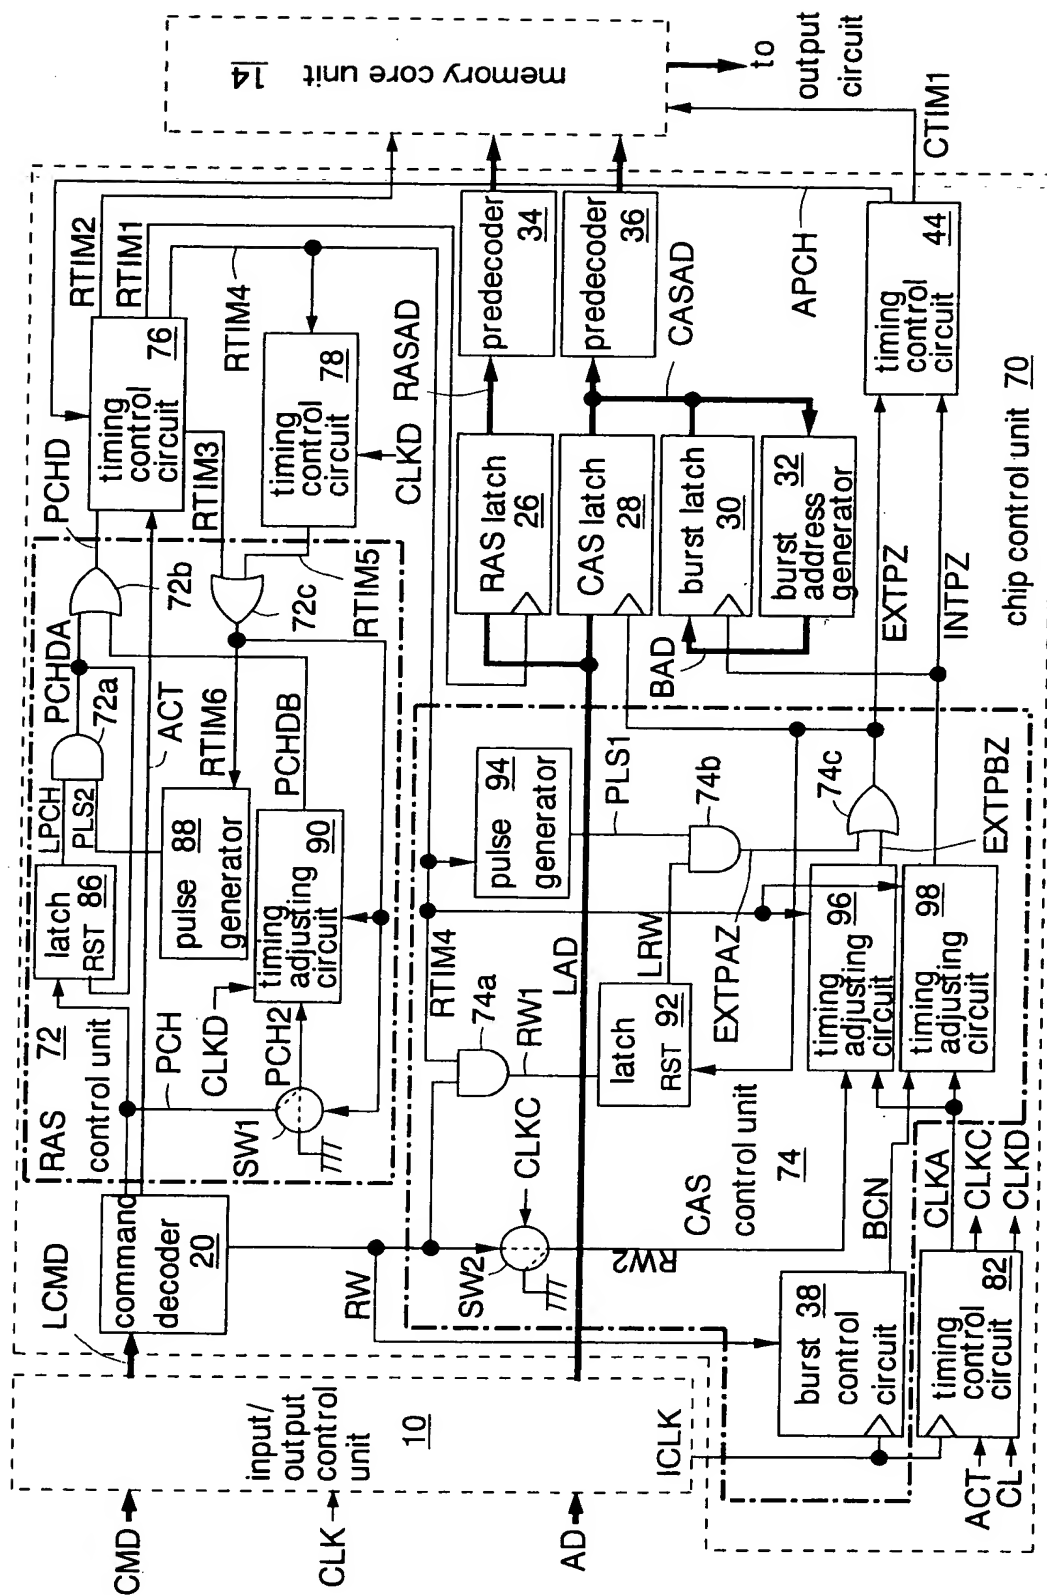 CMD
CLK
AD
input/
output
control
unit
10
LCMD
ICLK
command
decoder
20
RAS
control unit
72
PCH
ACT
latch
RST
86
LPCH
PLS2
72a
PCHDA
PCHD
72b
pulse
generator
88
RTIM6
CLKD
timing
adjusting
circuit
90
PCHDB
PCH2
SW1
72c
RTIM3
RTIM5
timing
control
circuit
76
RTIM2
RTIM1
RTIM4
timing
control
circuit
78
CLKD
memory core unit
14
to
output
circuit
CTIM1
RW
SW2
CLKC
RW2
RTIM4
74a
RW1
LAD
latch
RST
92
LRW
pulse
generator
94
PLS1
74b
EXTPAZ
74c
EXTPBZ
CAS
control unit
74
timing
adjusting
circuit
96
timing
adjusting
circuit
98
BCN
CLKA
CLKC
CLKD
burst
control
circuit
38
timing
control
circuit
82
ACT
CL
RAS latch
26
CAS latch
28
burst latch
30
burst
address
generator
32
BAD
RASAD
CASAD
predecoder
34
predecoder
36
APCH
EXTPZ
INTPZ
timing
control
circuit
44
chip control unit 70